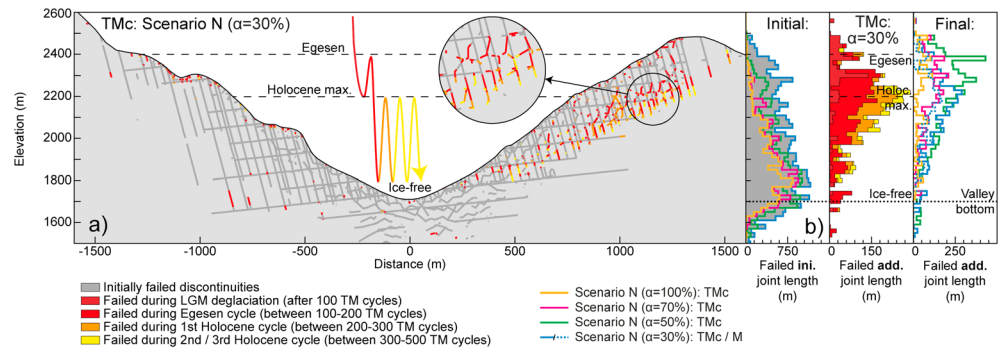 TMc: Scenario N (α=30%)
Elevation (m)
2400
2200
2000
1800
1600
Egesen
Holocene max.
Ice-free
a)
-1500
-1000
-500
0
500
1000
1500
Distance (m)
Initial:
TMc:
α=30%
Final:
Egesen
Holoc.
max.
Ice-free
Valley
bottom
b)
0
750
0
150
0
250
Failed ini.
joint length
(m)
Failed add.
joint length
(m)
Failed add.
joint length
(m)
Initially failed discontinuities
Failed during LGM deglaciation (after 100 TM cycles)
Failed during Egesen cycle (between 100-200 TM cycles)
Failed during 1st Holocene cycle (between 200-300 TM cycles)
Failed during 2nd / 3rd Holocene cycle (between 300-500 TM cycles)
Scenario N (α=100%): TMc
Scenario N (α=70%): TMc
Scenario N (α=50%): TMc
Scenario N (α=30%): TMc / M